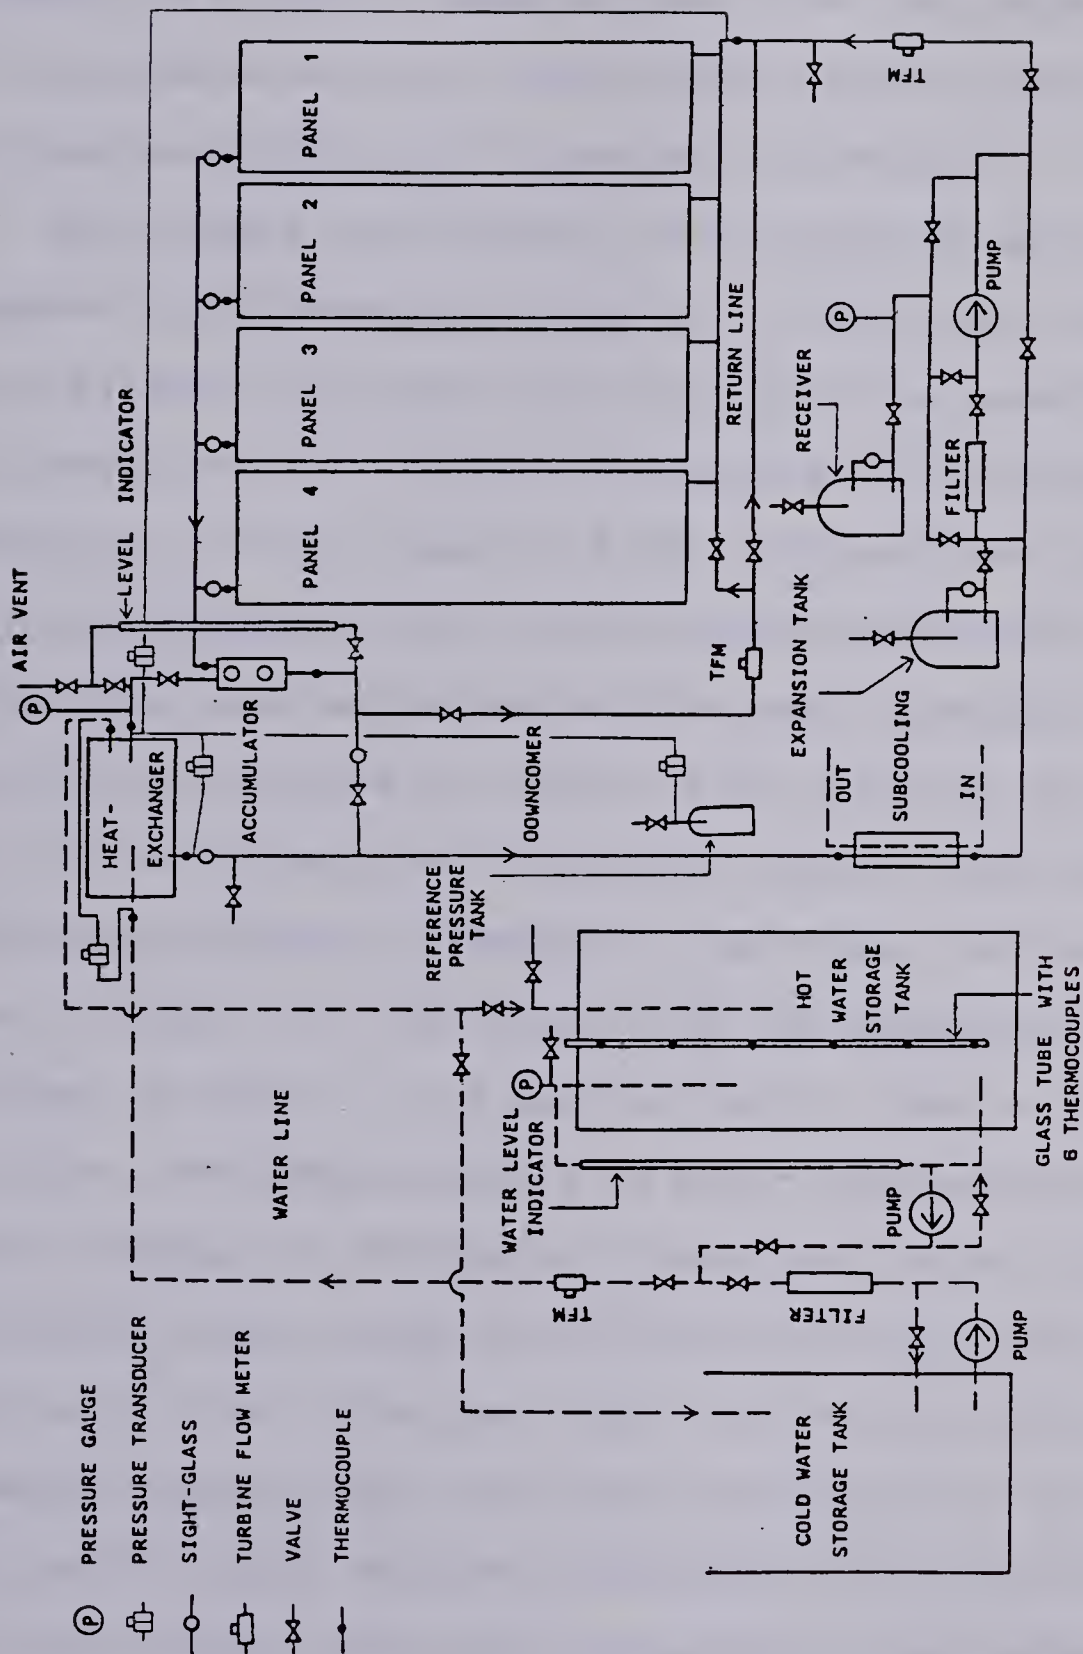 AIR VENT
P
LEVEL INDICATOR
HEAT-
EXCHANGER
ACCUMULATOR
PANEL 4
PANEL 3
PANEL 2
PANEL 1
DOWNCOMER
REFERENCE
PRESSURE
TANK
TFM
RETURN LINE
TFM
EXPANSION TANK
RECEIVER
P
OUT
SUBCOOLING
IN
FILTER
PUMP
WATER LINE
WATER LEVEL
INDICATOR
P
HOT
WATER
STORAGE
TANK
GLASS TUBE WITH
6 THERMOCOUPLES
PUMP
TFM
FILTER
PUMP
COLD WATER
STORAGE TANK
P PRESSURE GAUGE
PRESSURE TRANSDUCER
SIGHT-GLASS
TURBINE FLOW METER
VALVE
THERMOCOUPLE